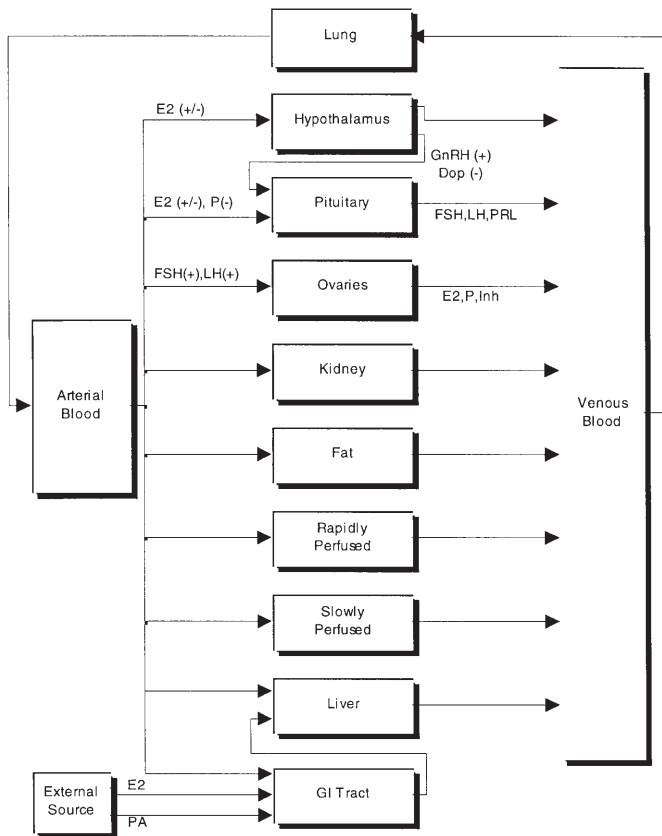 Lung
E2 (+/-)
Hypothalamus
GnRH (+)
Dop (-)
E2 (+/-), P(-)
Pituitary
FSH,LH,PRL
FSH(+),LH(+)
Ovaries
E2,P,Inh
Arterial
Blood
Kidney
Venous
Blood
Fat
Rapidly
Perfused
Slowly
Perfused
Liver
External
Source
E2
PA
GI Tract